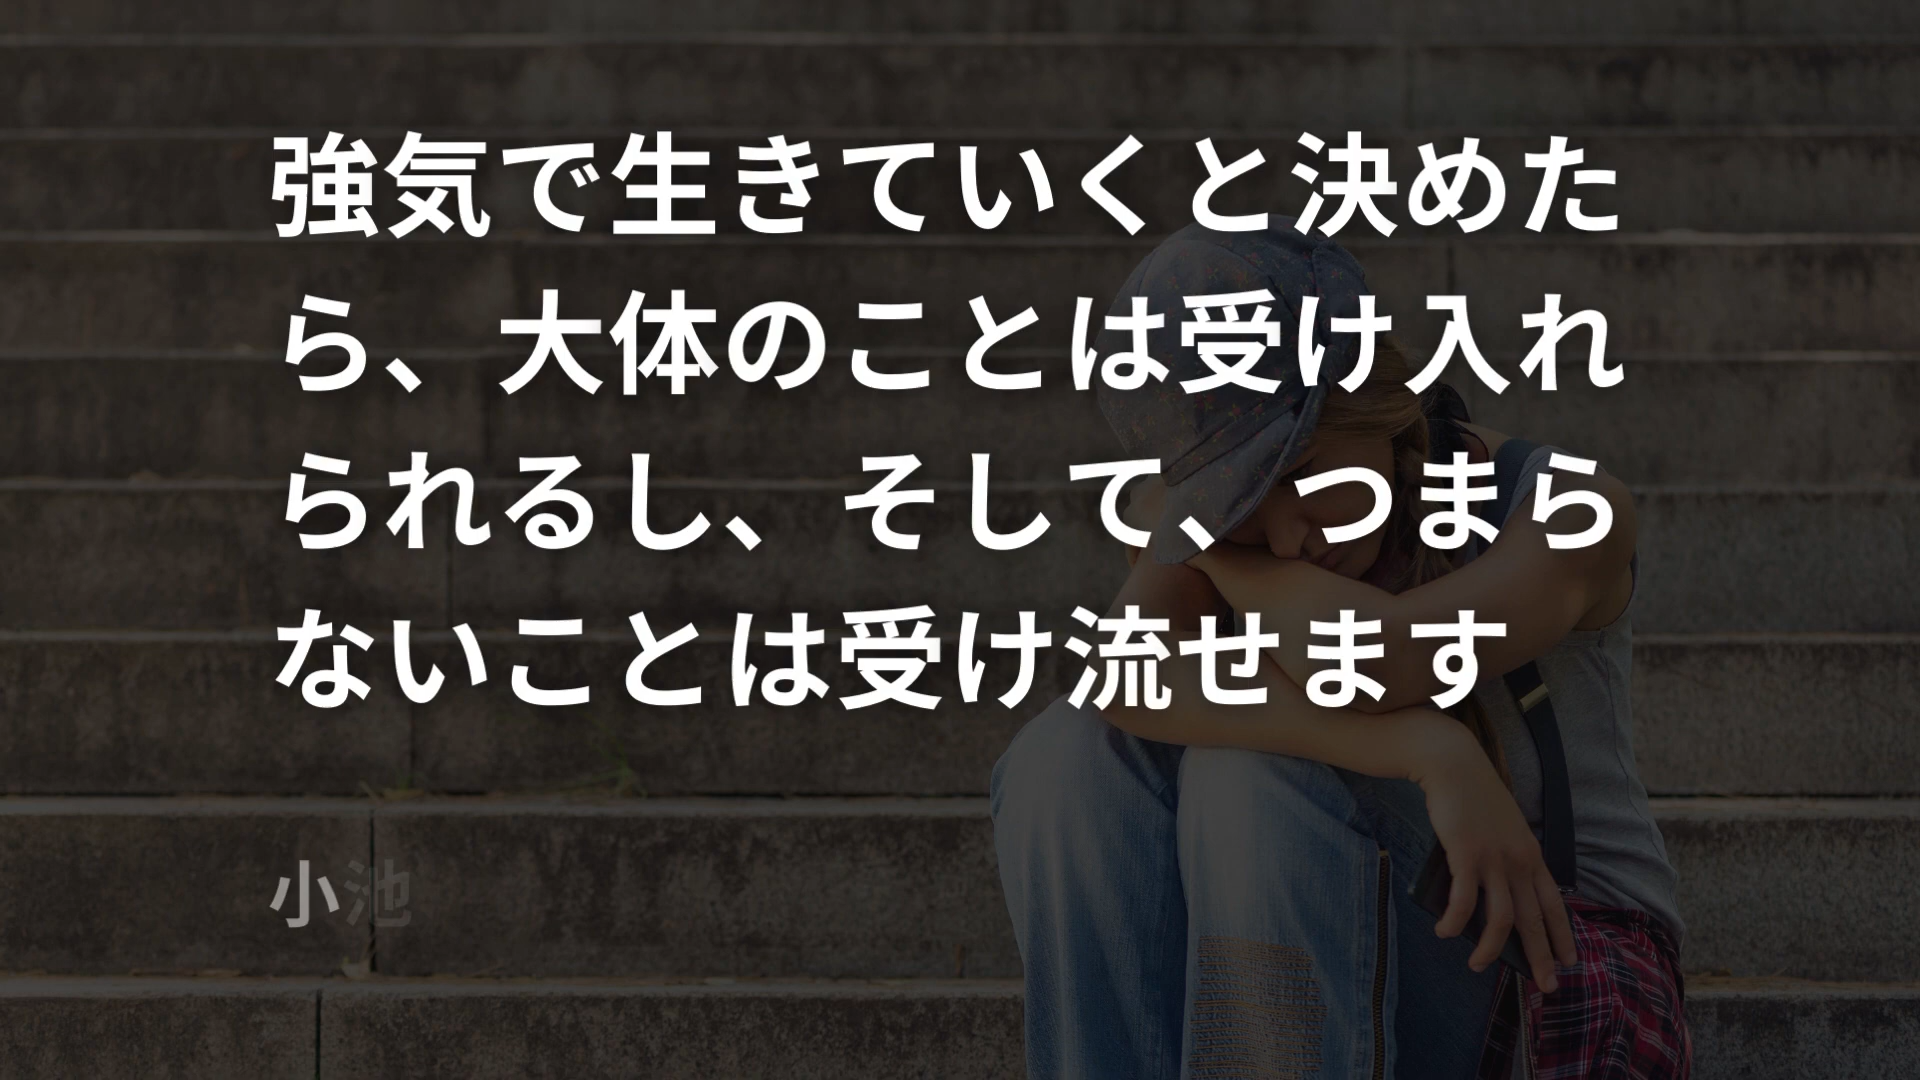 強気で生きていくと決めた
ら、大体のことは受け入れ
られるし、そして、つまら
ないことは受け流せます
小池